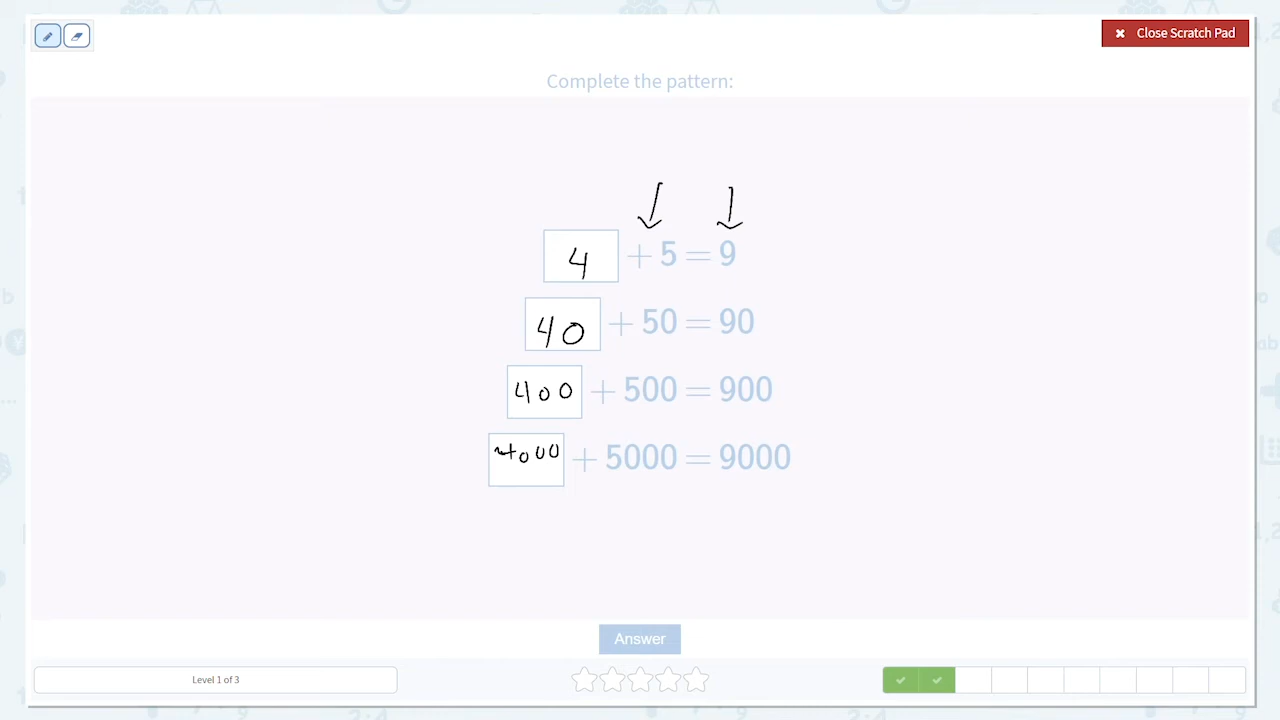 Close Scratch Pad
Complete the pattern:
4 + 5 = 9
40 + 50 = 90
400 + 500 = 900
4000 + 5000 = 9000
Answer
Level 1 of 3